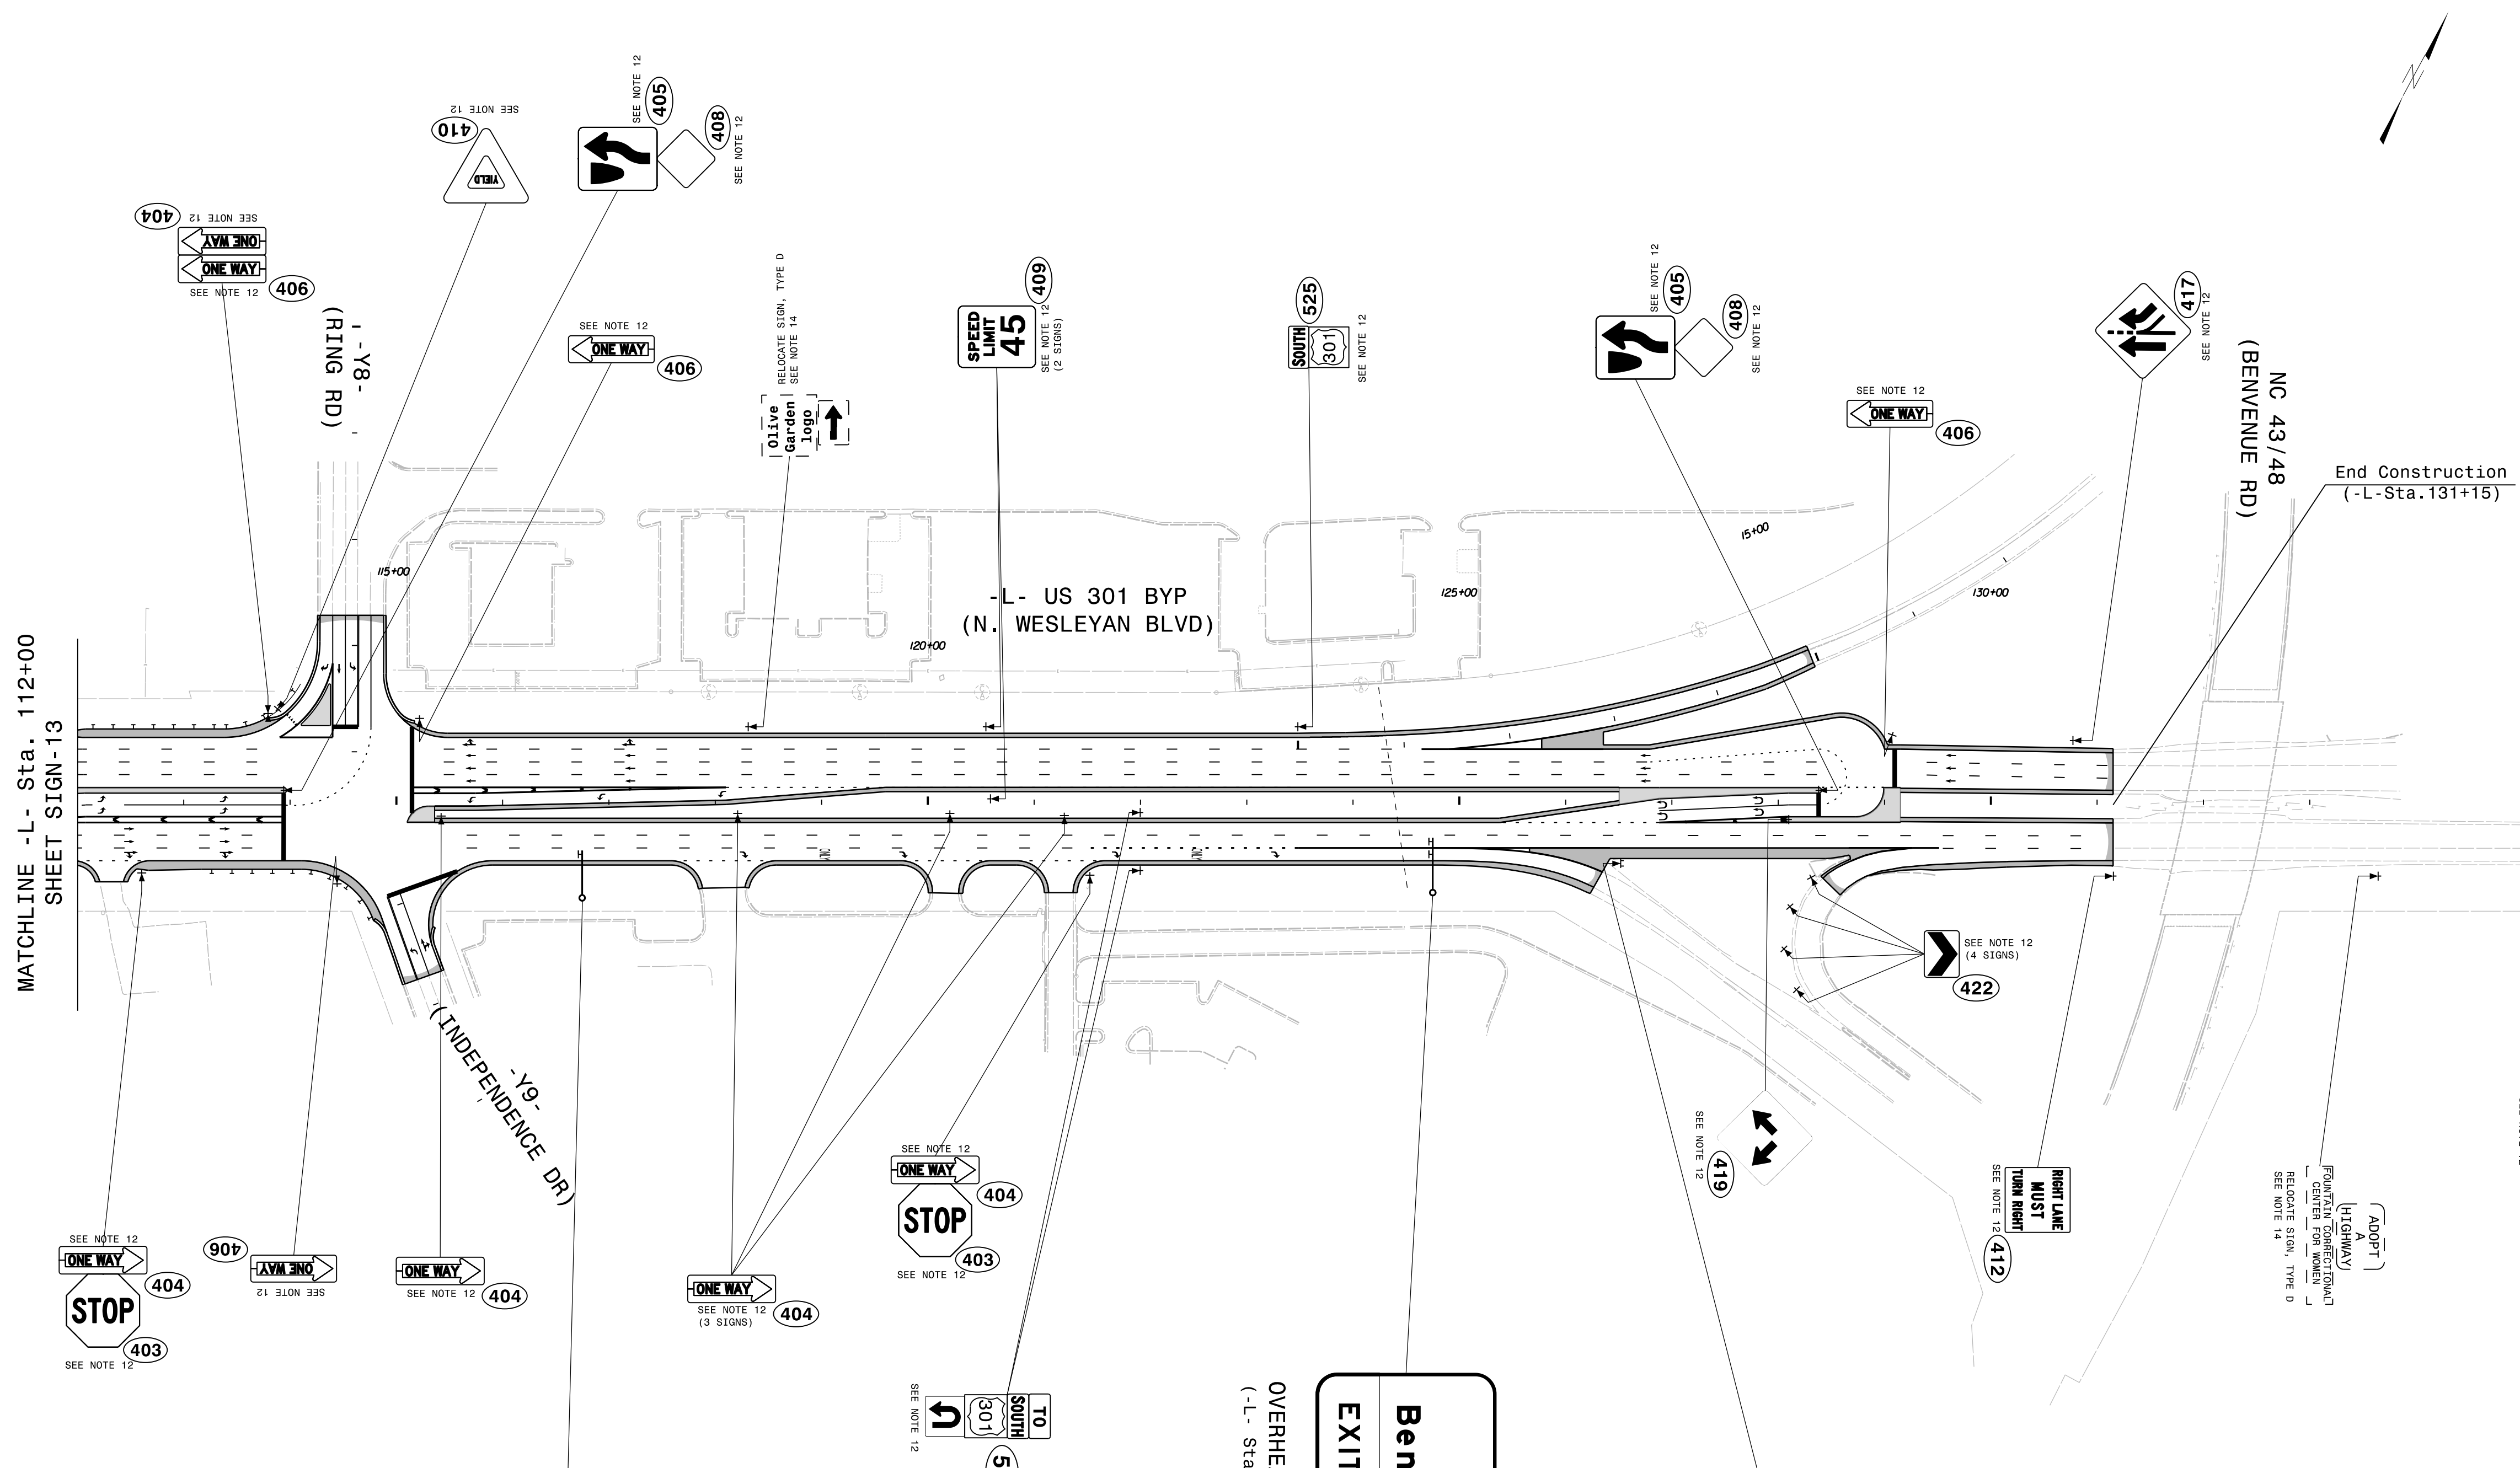 SEE NOTE 12
405
408
SEE NOTE 12
SEE NOTE 12
410
YIELD
404
SEE NOTE 12
ONE WAY
ONE WAY
SEE NOTE 12
406
-Y8-
(RING RD)
SEE NOTE 12
ONE WAY
406
RELOCATE SIGN, TYPE D
SEE NOTE 14
Olive
Garden
logo
409
SPEED
LIMIT
45
SEE NOTE 12
(2 SIGNS)
525
SOUTH
301
SEE NOTE 12
SEE NOTE 12
405
408
SEE NOTE 12
SEE NOTE 12
ONE WAY
406
417
SEE NOTE 12
NC 43/48
(BENVENUE RD)
End Construction
(-L-Sta.131+15)
115+00
120+00
125+00
15+00
130+00
-L- US 301 BYP
(N. WESLEYAN BLVD)
MATCHLINE -L- Sta. 112+00
SHEET SIGN-13
ONLY
ONLY
-Y9-
(INDEPENDENCE DR)
SEE NOTE 12
ONE WAY
404
STOP
403
SEE NOTE 12
406
ONE WAY
SEE NOTE 12
ONE WAY
SEE NOTE 12
404
ONE WAY
SEE NOTE 12
(3 SIGNS)
404
SEE NOTE 12
ONE WAY
404
STOP
403
SEE NOTE 12
TO
SOUTH
301
SEE NOTE 12
5
OVERHE
(-L- Sta
Ben
EXIT
SEE NOTE 12
419
SEE NOTE 12
(4 SIGNS)
422
RIGHT LANE
MUST
TURN RIGHT
SEE NOTE 12
412
ADOPT
A
HIGHWAY
FOUNTAIN CORRECTIONAL
CENTER FOR WOMEN
RELOCATE SIGN, TYPE D
SEE NOTE 14